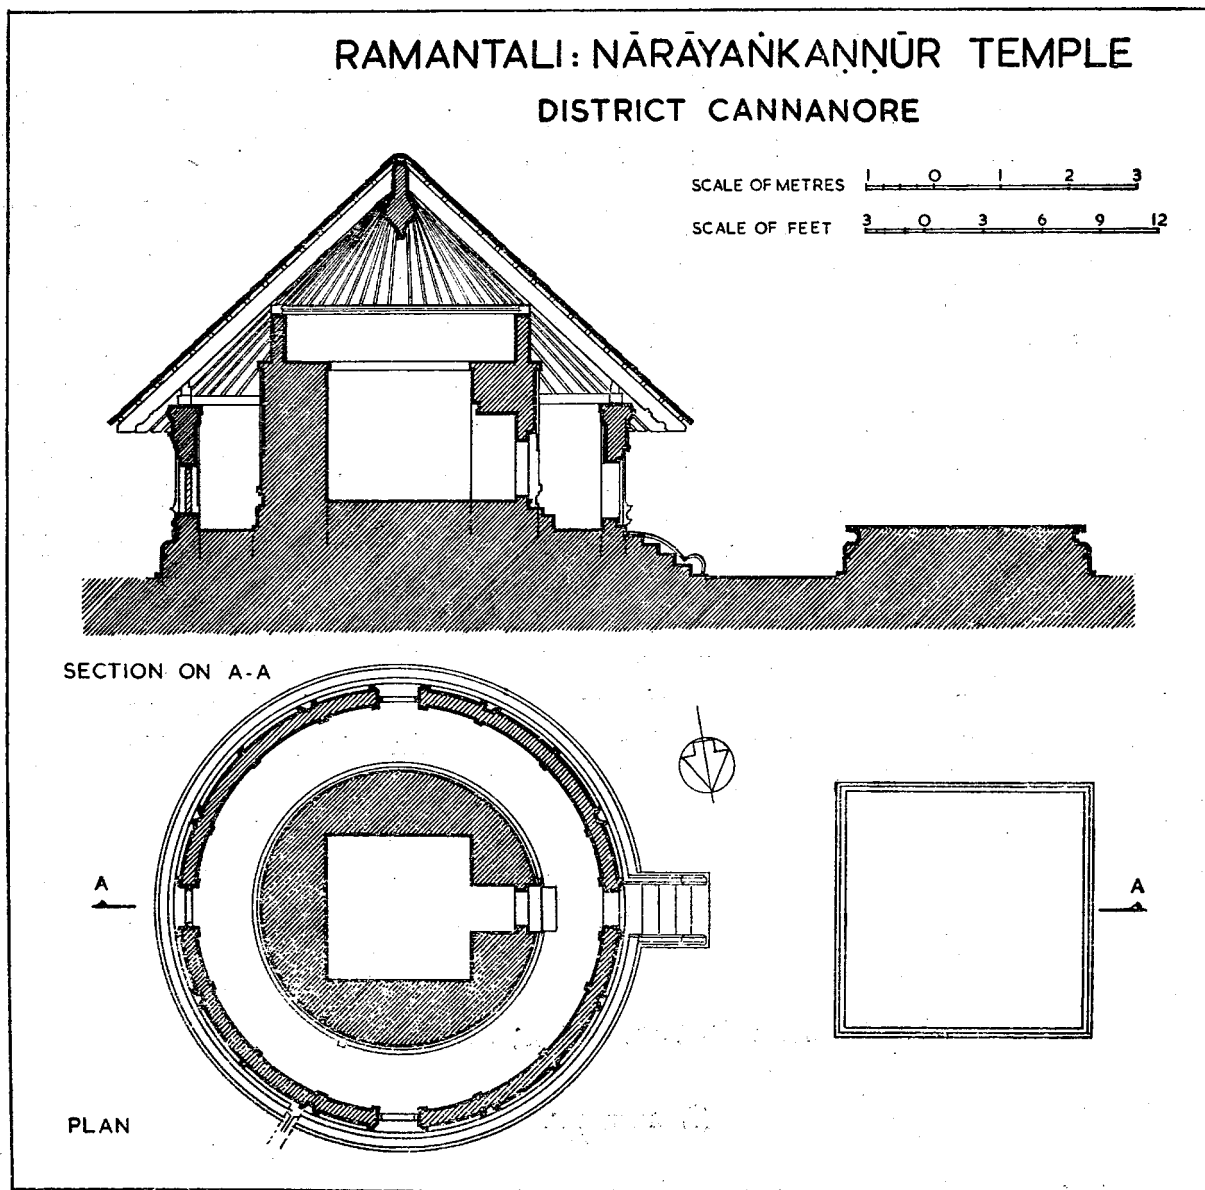 RAMANTALI: NĀRĀYAṄKAṆṆŪR TEMPLE
DISTRICT CANNANORE
SCALE OF METRES 1 0 1 2 3
SCALE OF FEET 3 0 3 6 9 12
SECTION ON A-A
A A
PLAN